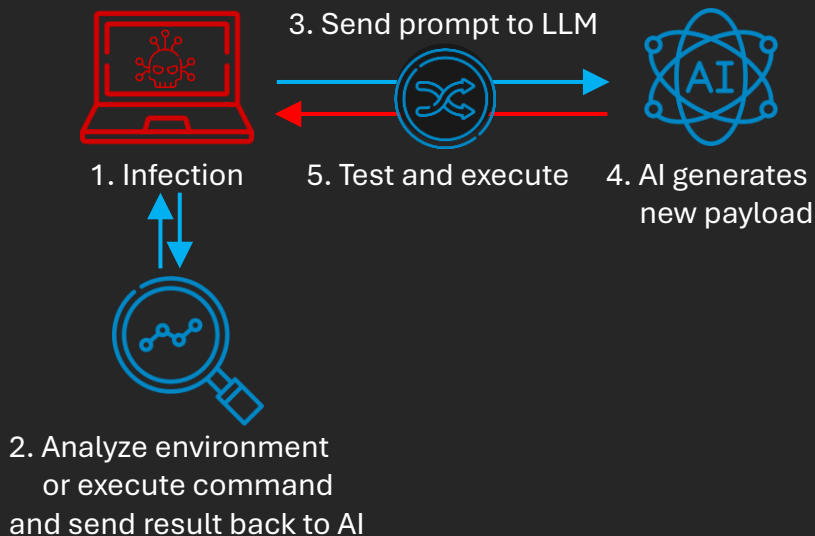 3. Send prompt to LLM
AI
1. Infection
5. Test and execute
4. AI generates
new payload
2. Analyze environment
or execute command
and send result back to AI